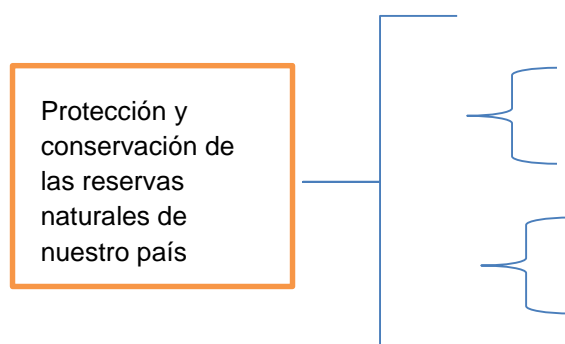 Protección y
conservación de
las reservas
naturales de
nuestro país